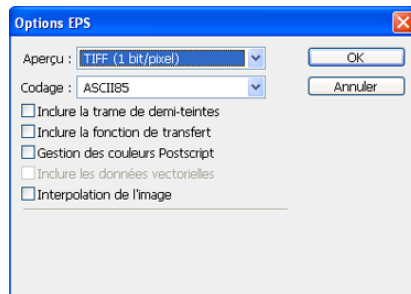 Options EPS
Aperçu : TIFF (1 bit/pixel)
OK
Codage : ASCII85
Annuler
Inclure la trame de demi-teintes
Inclure la fonction de transfert
Gestion des couleurs Postscript
Inclure les données vectorielles
Interpolation de l'image